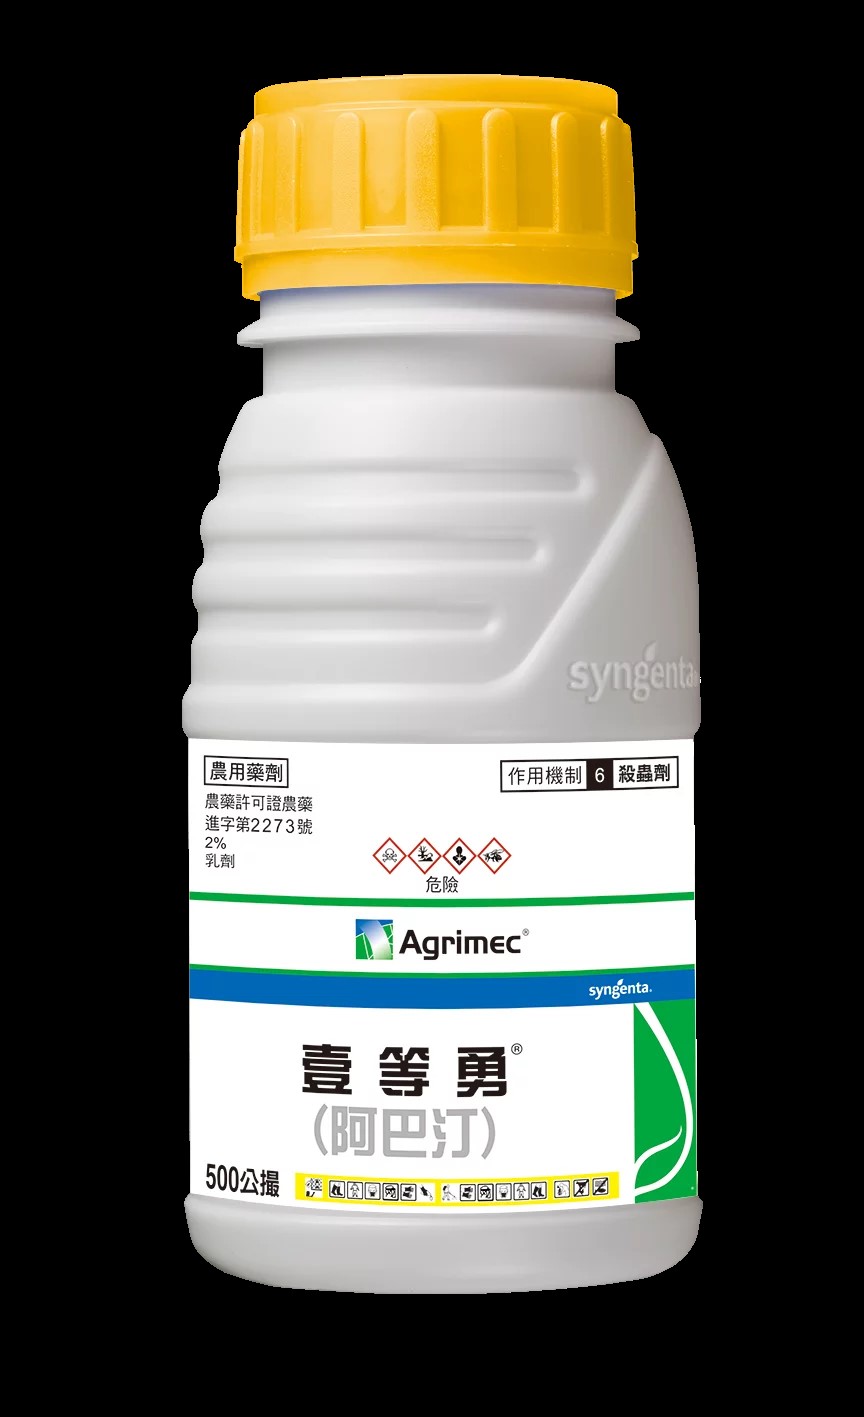 syngenta
農用藥劑
作用機制 6 殺蟲劑
農藥許可證農藥
進字第2273號
2%
乳劑
危險
Agrimec®
syngenta.
壹等勇®
(阿巴汀)
500公撮